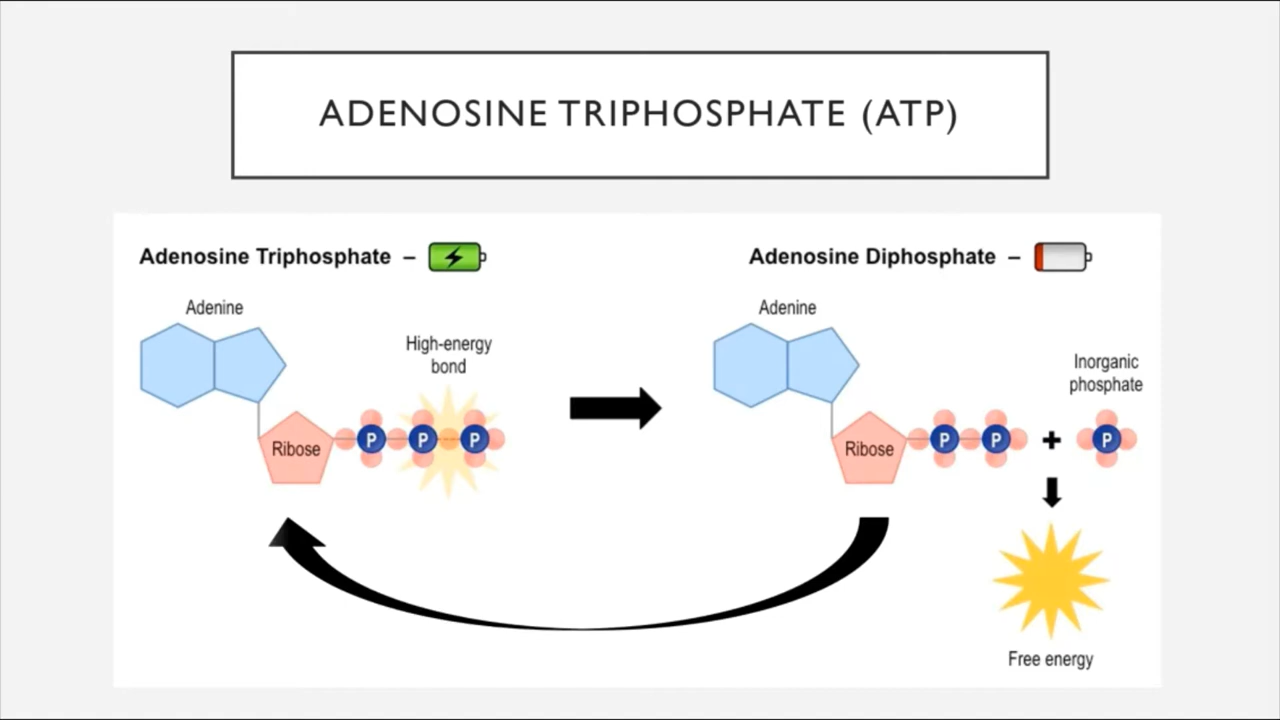 ADENOSINE TRIPHOSPHATE (ATP)
Adenosine Triphosphate –
Adenine
High-energy
bond
Ribose
P P P
Adenosine Diphosphate –
Adenine
Inorganic
phosphate
Ribose
P P + P
Free energy